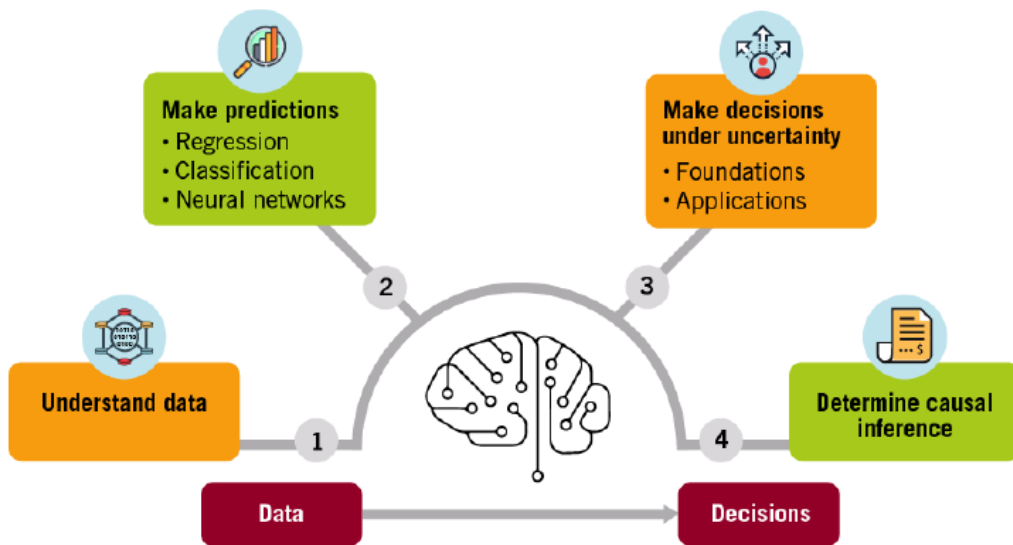 Make predictions
• Regression
• Classification
• Neural networks
Make decisions
under uncertainty
• Foundations
• Applications
2
3
Understand data
Determine causal
inference
1
4
Data
Decisions